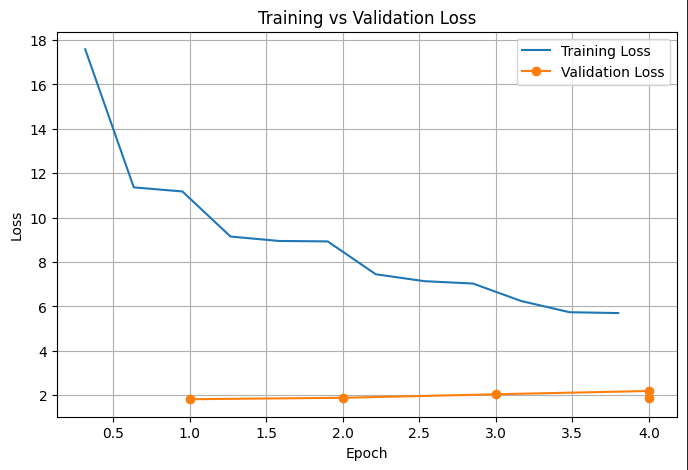 Training vs Validation Loss
Training Loss
Validation Loss
18
16
14
12
10
8
6
4
2
Loss
0.5 1.0 1.5 2.0 2.5 3.0 3.5 4.0
Epoch